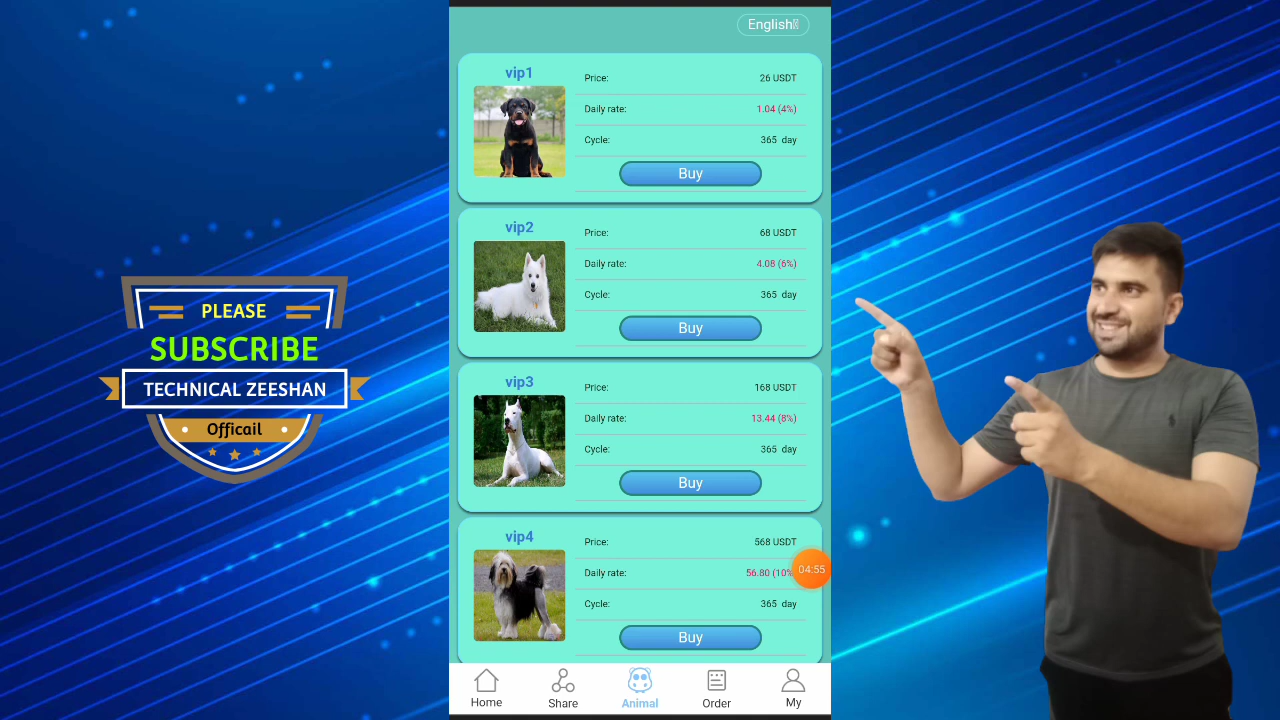 PLEASE
SUBSCRIBE
TECHNICAL ZEESHAN
Officail
English
vip1
Price: 26 USDT
Daily rate: 1.04 (4%)
Cycle: 365 day
Buy
vip2
Price: 68 USDT
Daily rate: 4.08 (6%)
Cycle: 365 day
Buy
vip3
Price: 168 USDT
Daily rate: 13.44 (8%)
Cycle: 365 day
Buy
vip4
Price: 568 USDT
Daily rate: 56.80 (10%
04:55
Cycle: 365 day
Buy
Home Share Animal Order My